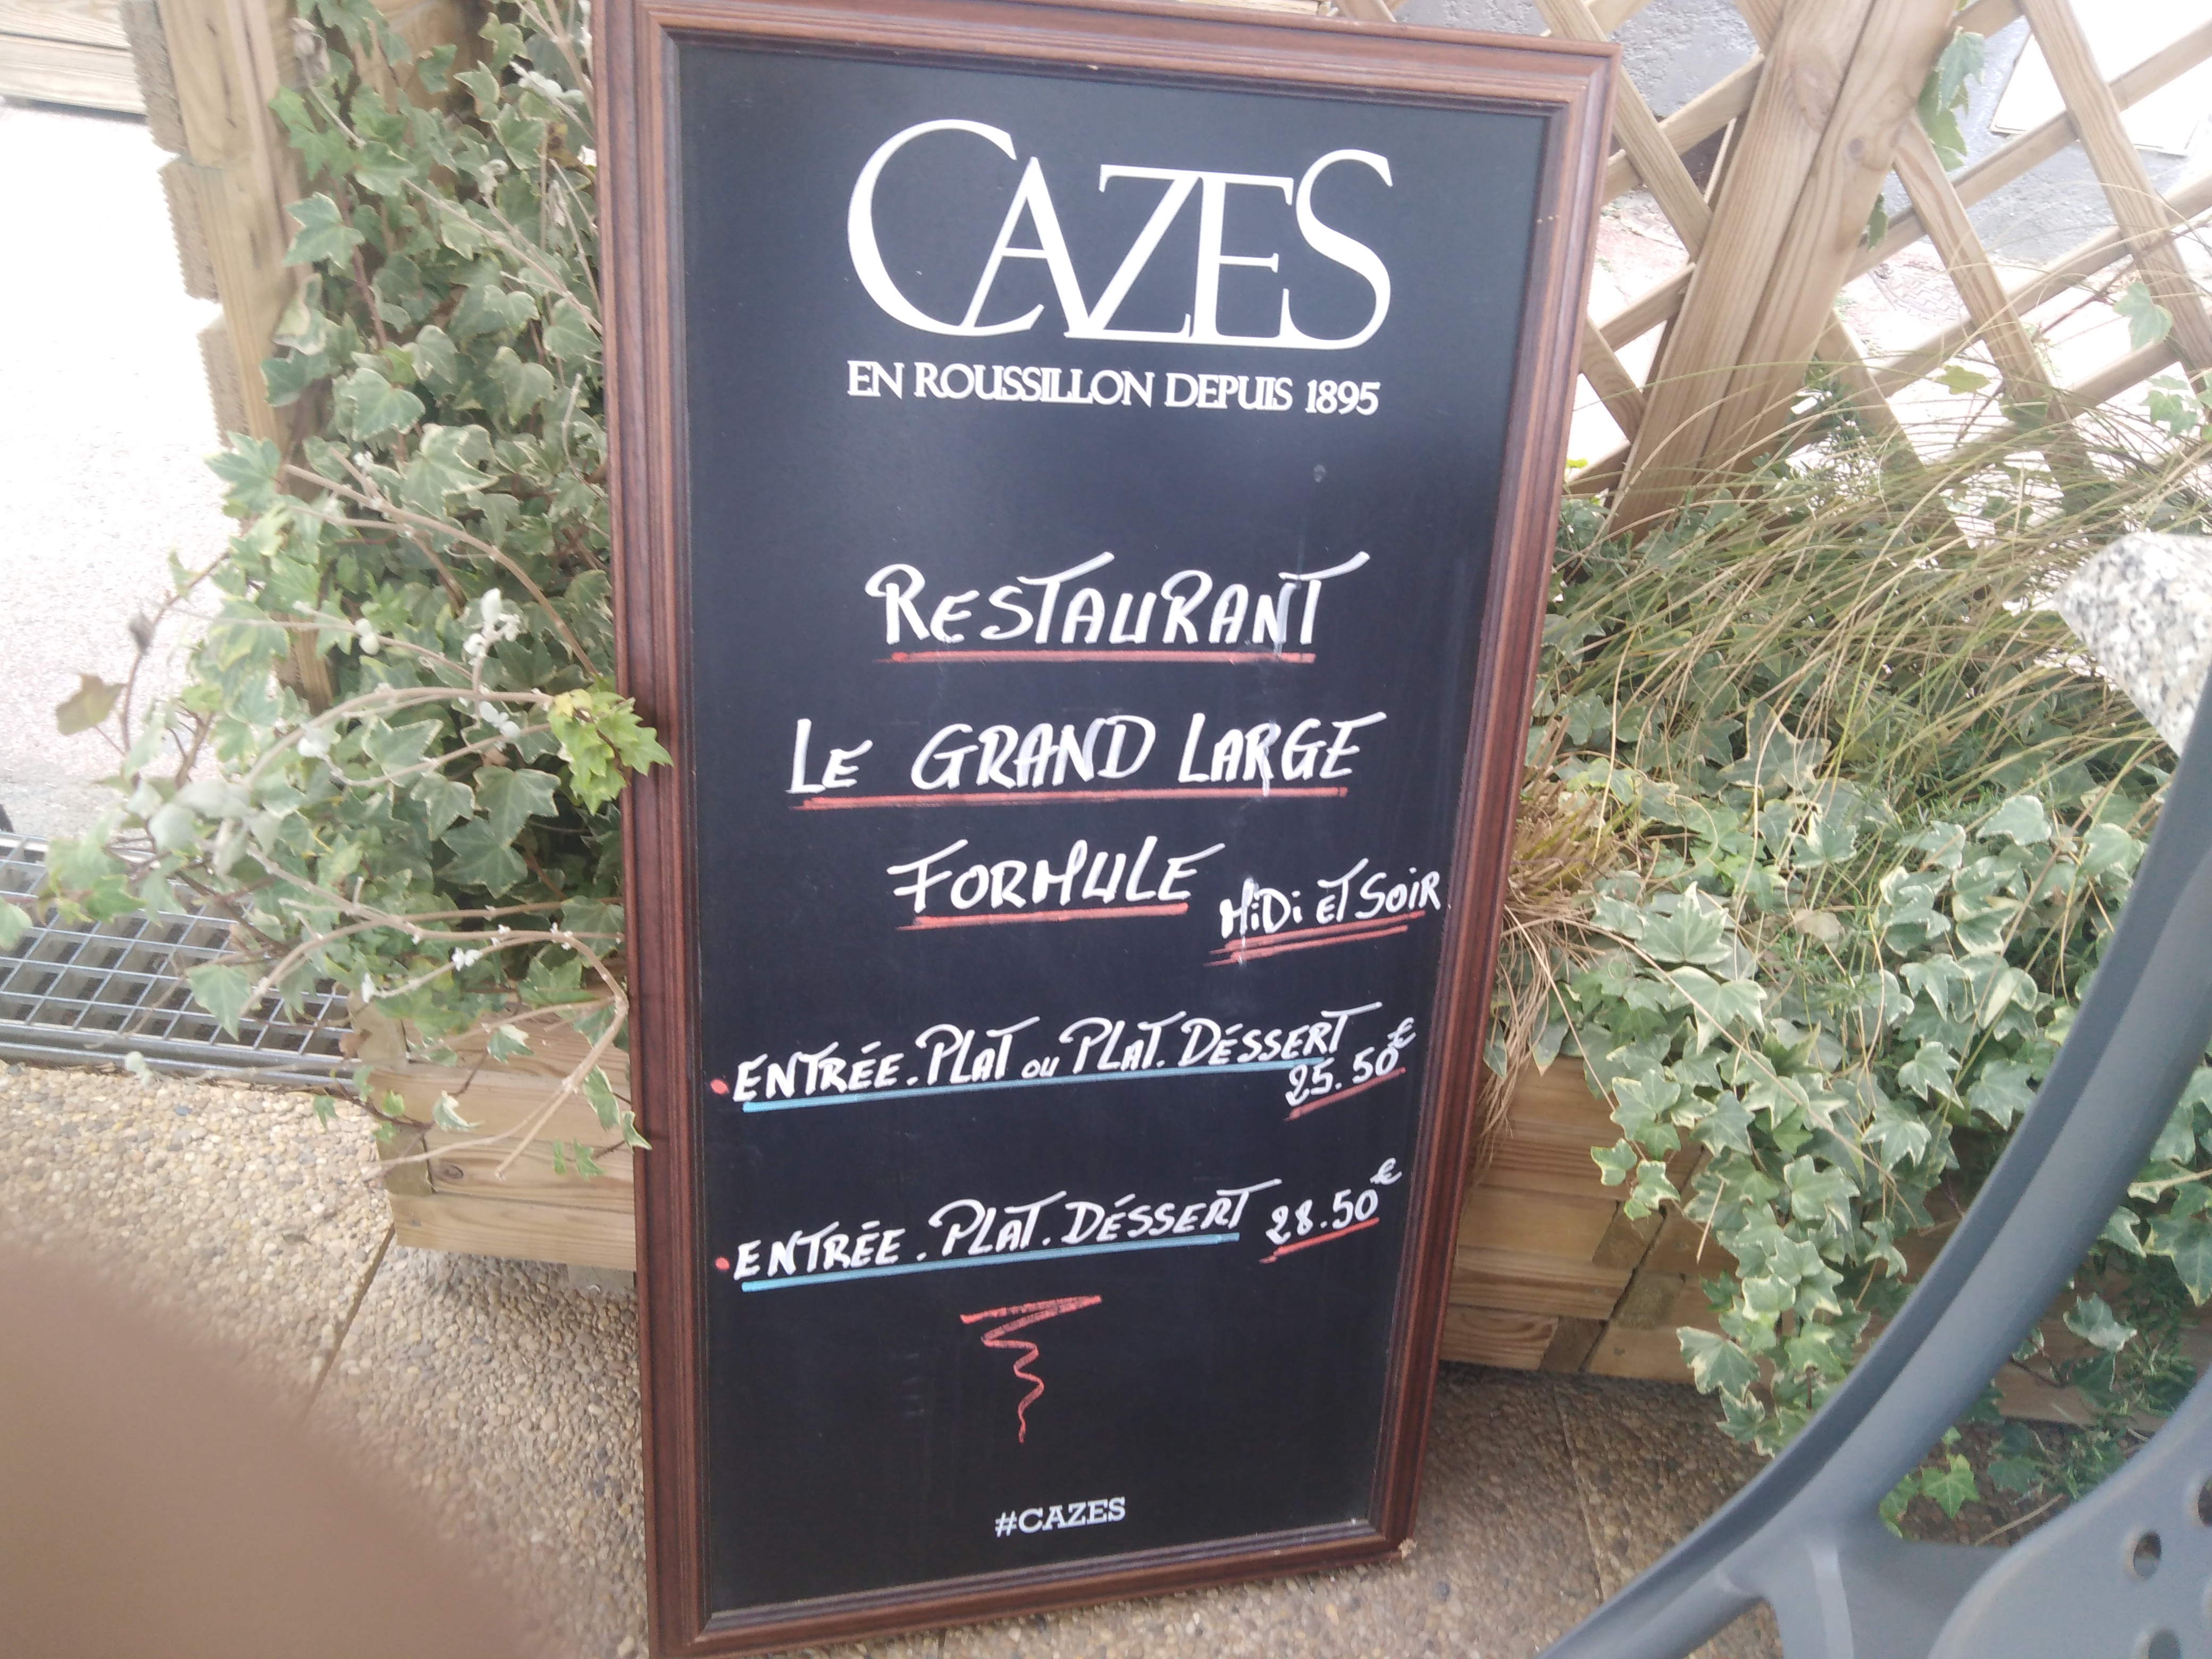 CAZES
EN ROUSSILLON DEPUIS 1895
RESTAURANT
LE GRAND LARGE
FORMULE MiDi ET SOiR
• ENTRÉE. PLAT OU PLAT. DÉSSERT
25.50€
• ENTRÉE. PLAT. DÉSSERT 28.50€
#CAZES